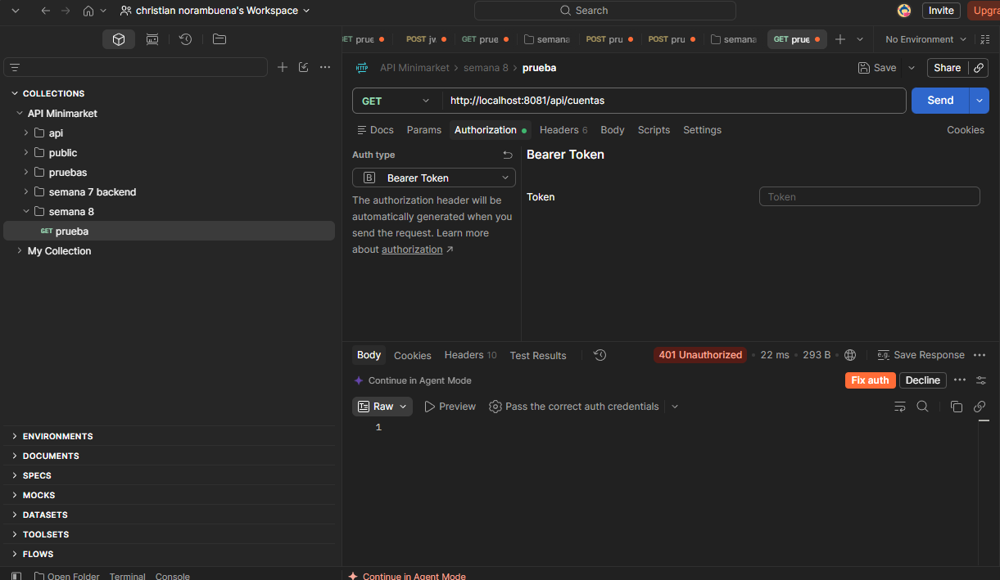 christian norambuena's Workspace
Search
Invite
Upgra
GET prue
POST jv
GET prue
semana
POST pru
POST pru
semana
GET prue
No Environment
API Minimarket > semana 8 > prueba
Save
Share
COLLECTIONS
API Minimarket
api
public
pruebas
semana 7 backend
semana 8
GET prueba
My Collection
ENVIRONMENTS
DOCUMENTS
SPECS
MOCKS
DATASETS
TOOLSETS
FLOWS
HTTP
GET
http://localhost:8081/api/cuentas
Send
Docs
Params
Authorization
Headers 6
Body
Scripts
Settings
Cookies
Auth type
B Bearer Token
The authorization header will be
automatically generated when you
send the request. Learn more
about authorization ↗
Bearer Token
Token
Token
Body
Cookies
Headers 10
Test Results
401 Unauthorized
22 ms
293 B
e.g. Save Response
Continue in Agent Mode
Fix auth
Decline
Raw
Preview
Pass the correct auth credentials
1
Open Folder
Terminal
Console
Continue in Agent Mode